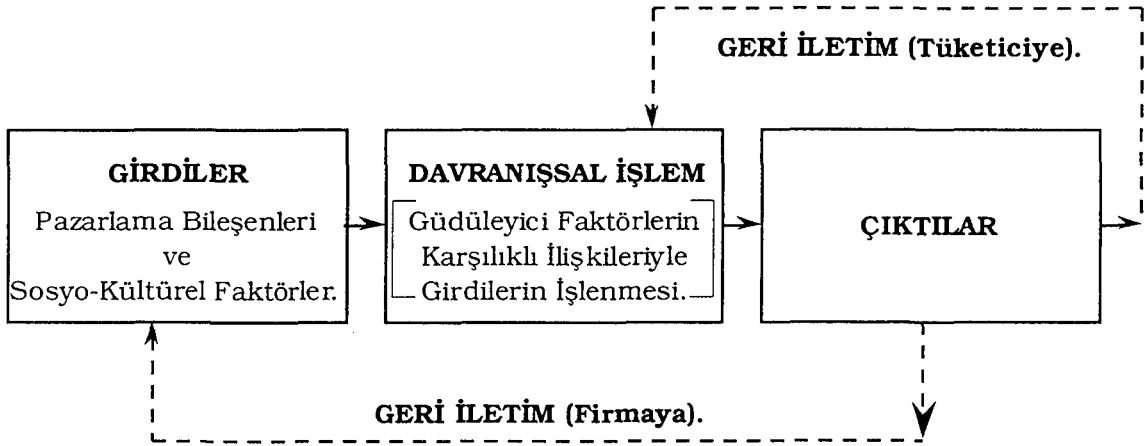 GERİ İLETİM (Tüketiciye).
GİRDİLER
Pazarlama Bileşenleri
ve
Sosyo-Kültürel Faktörler.
DAVRANIŞSAL İŞLEM
Güdüleyici Faktörlerin
Karşılıklı İlişkileriyle
Girdilerin İşlenmesi.
ÇIKTILAR
GERİ İLETİM (Firmaya).